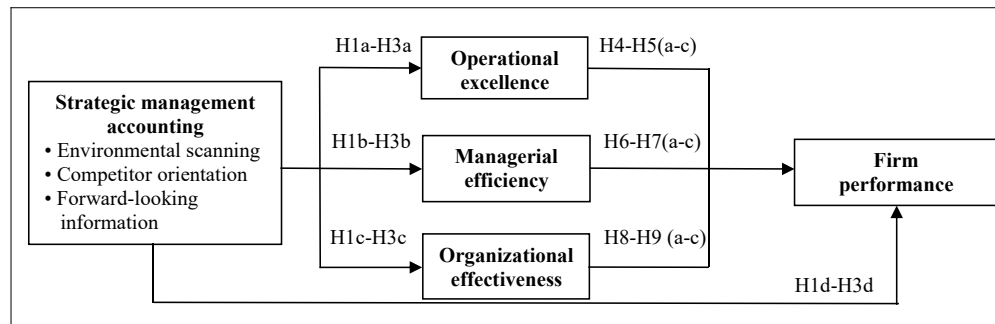 Strategic management
accounting
• Environmental scanning
• Competitor orientation
• Forward-looking
information
H1a-H3a
H1b-H3b
H1c-H3c
Operational
excellence
Managerial
efficiency
Organizational
effectiveness
H4-H5(a-c)
H6-H7(a-c)
H8-H9 (a-c)
Firm
performance
H1d-H3d